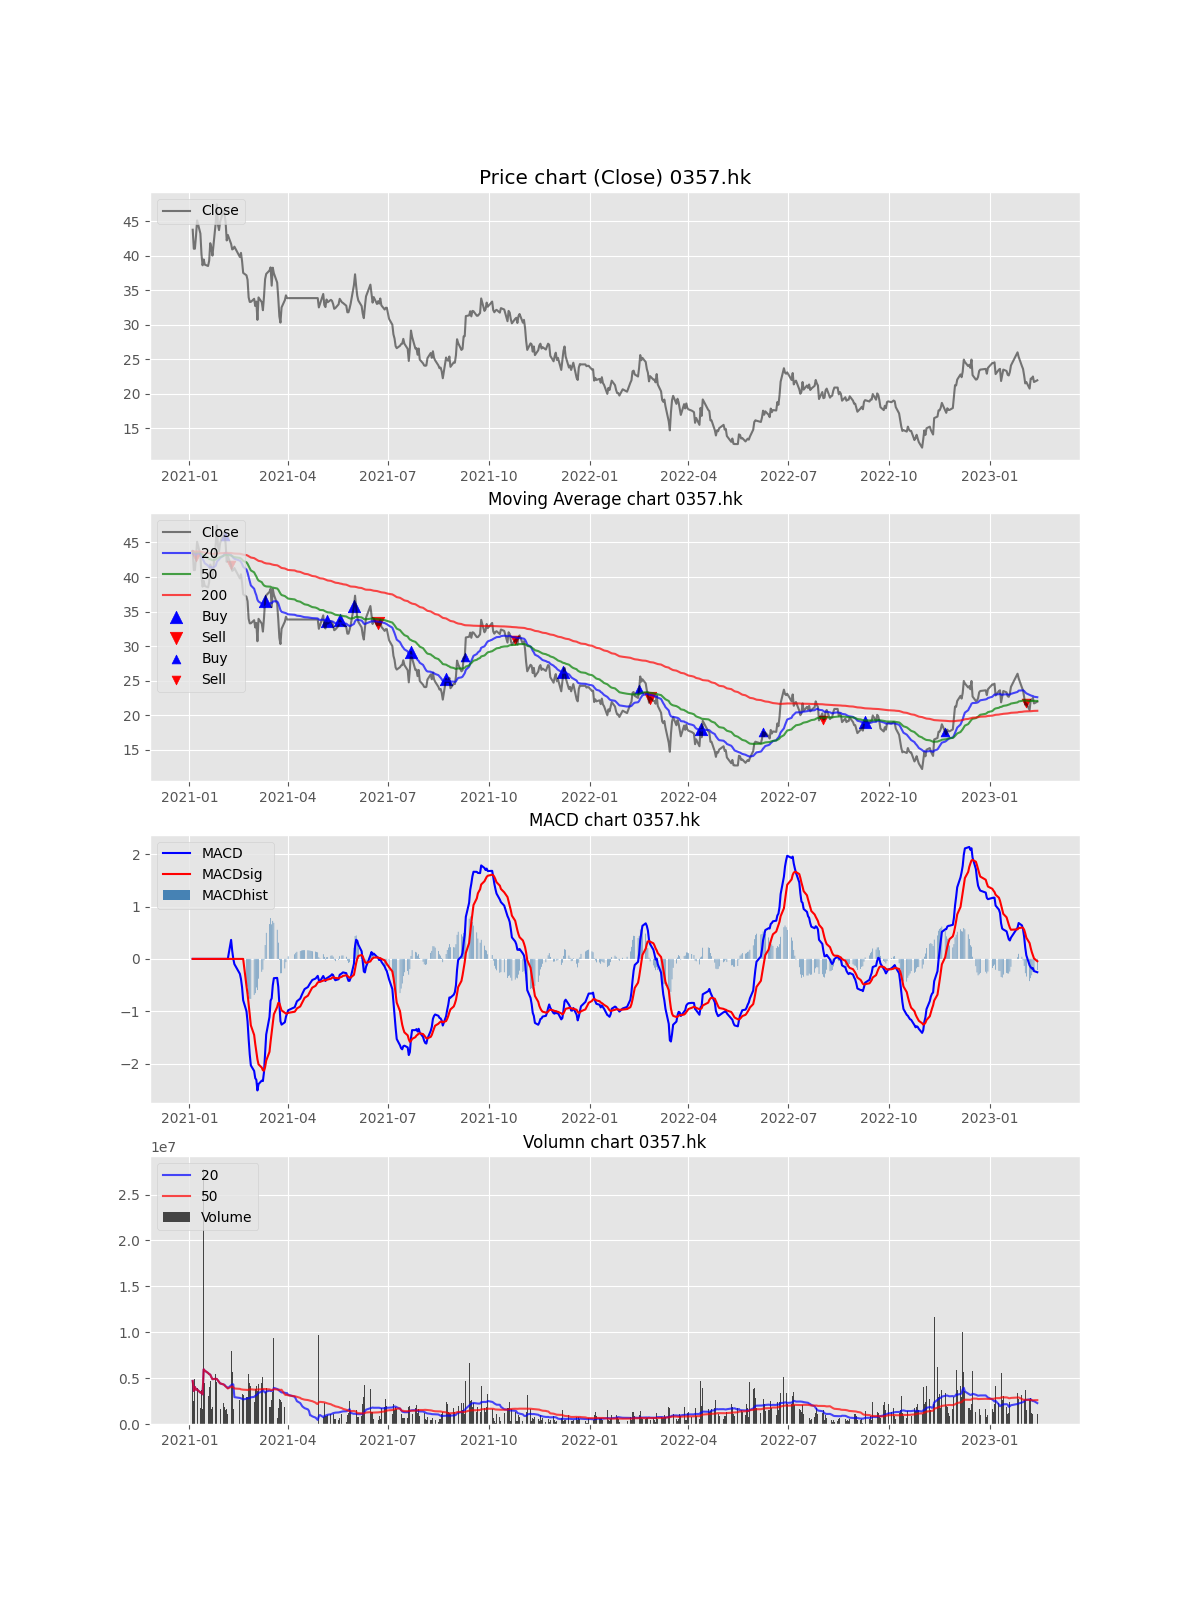 Price chart (Close) 0357.hk
Close
45
40
35
30
25
20
15
2021-01 2021-04 2021-07 2021-10 2022-01 2022-04 2022-07 2022-10 2023-01
Moving Average chart 0357.hk
Close
20
50
200
Buy
Sell
Buy
Sell
45
40
35
30
25
20
15
2021-01 2021-04 2021-07 2021-10 2022-01 2022-04 2022-07 2022-10 2023-01
MACD chart 0357.hk
MACD
MACDsig
MACDhist
2
1
0
−1
−2
2021-01 2021-04 2021-07 2021-10 2022-01 2022-04 2022-07 2022-10 2023-01
1e7
Volumn chart 0357.hk
20
50
Volume
2.5
2.0
1.5
1.0
0.5
0.0
2021-01 2021-04 2021-07 2021-10 2022-01 2022-04 2022-07 2022-10 2023-01